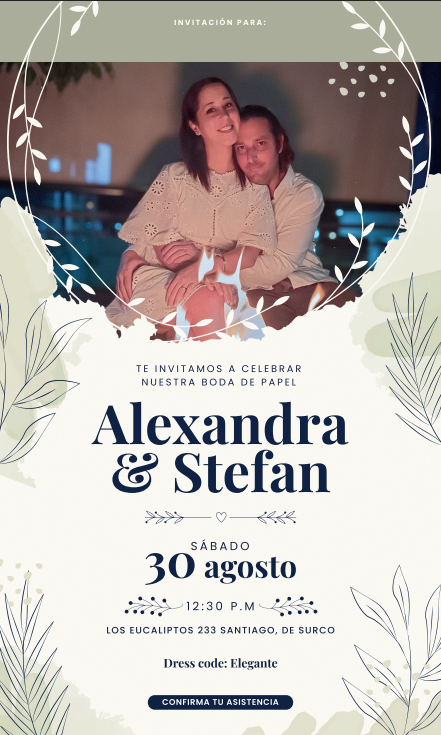 INVITACIÓN PARA:
TE INVITAMOS A CELEBRAR
NUESTRA BODA DE PAPEL
Alexandra
& Stefan
SÁBADO
30 agosto
12:30 P.M
LOS EUCALIPTOS 233 SANTIAGO, DE SURCO
Dress code: Elegante
CONFIRMA TU ASISTENCIA